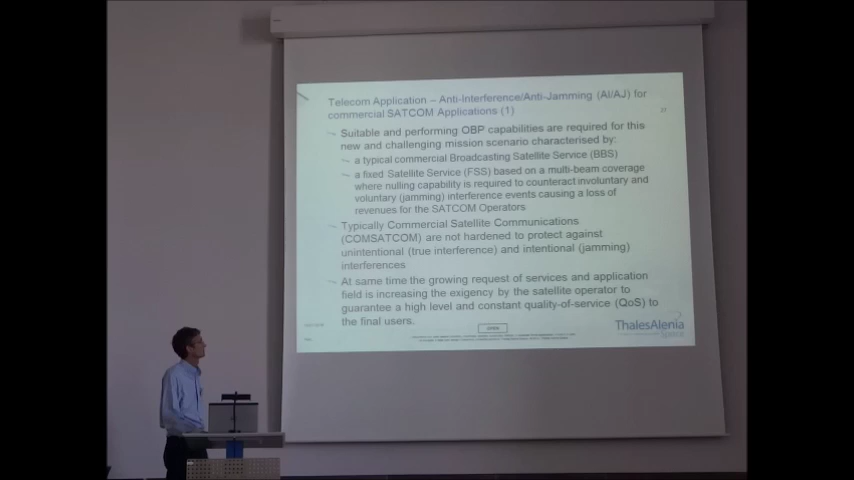 Telecom Application – Anti-Interference/Anti-Jamming (AI/AJ) for
commercial SATCOM Applications (1)
Suitable and performing OBP capabilities are required for this
new and challenging mission scenario characterised by:
a typical commercial Broadcasting Satellite Service (BBS)
a fixed Satellite Service (FSS) based on a multi-beam coverage
where nulling capability is required to counteract involuntary and
voluntary (jamming) interference events causing a loss of
revenues for the SATCOM Operators
Typically Commercial Satellite Communications
(COMSATCOM) are not hardened to protect against
unintentional (true interference) and intentional (jamming)
interferences
At same time the growing request of services and application
field is increasing the exigency by the satellite operator to
guarantee a high level and constant quality-of-service (QoS) to
the final users.
OPEN
ThalesAlenia
Space